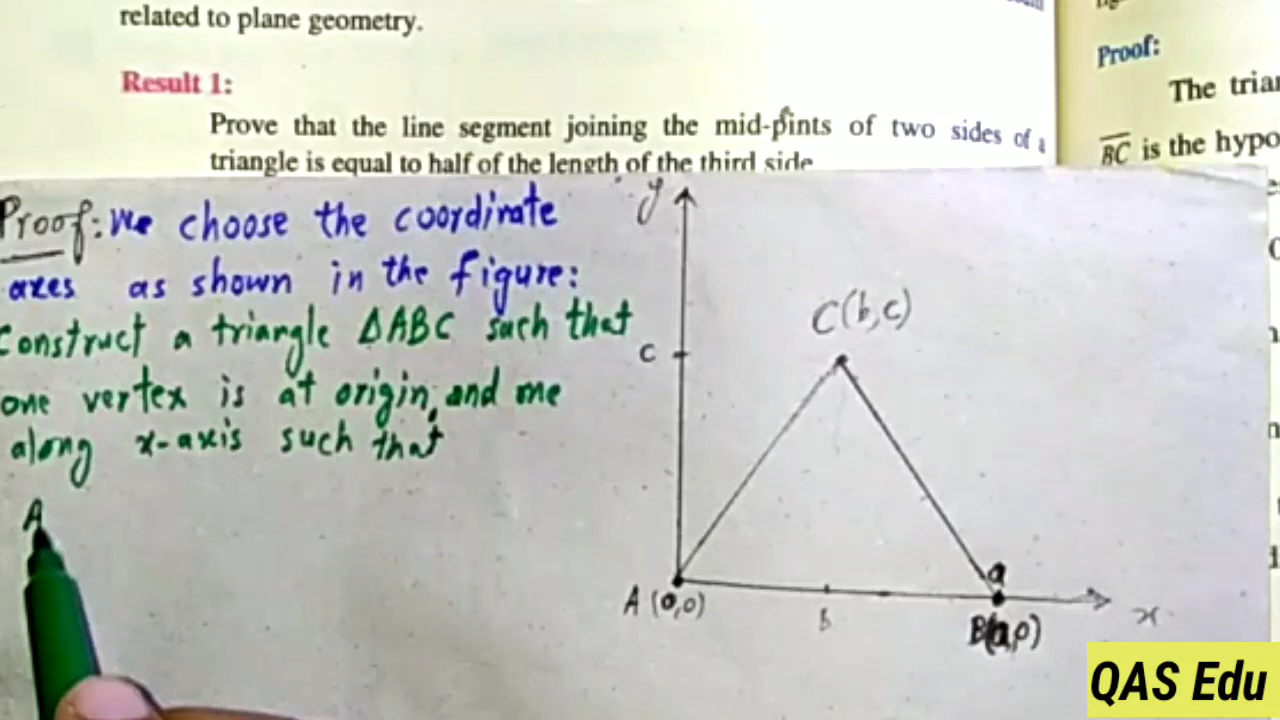 related to plane geometry.
Result 1:
Prove that the line segment joining the mid-pints of two sides of a
triangle is equal to half of the length of the third side
Proof:
The trian
BC is the hypo
Proof: We choose the coordinate
axes as shown in the figure:
Construct a triangle ΔABC such that
one vertex is at origin, and one
along x-axis such that
A
y
C(b,c)
c
a
A (0,0)
b
B(a,0)
x
QAS Edu